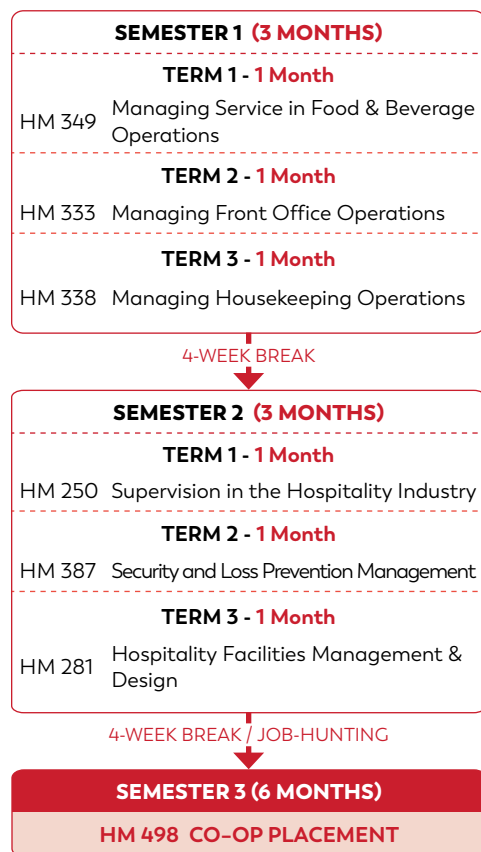 SEMESTER 1 (3 MONTHS)
TERM 1 - 1 Month
HM 349 Managing Service in Food & Beverage
Operations
TERM 2 - 1 Month
HM 333 Managing Front Office Operations
TERM 3 - 1 Month
HM 338 Managing Housekeeping Operations
4-WEEK BREAK
SEMESTER 2 (3 MONTHS)
TERM 1 - 1 Month
HM 250 Supervision in the Hospitality Industry
TERM 2 - 1 Month
HM 387 Security and Loss Prevention Management
TERM 3 - 1 Month
HM 281 Hospitality Facilities Management &
Design
4-WEEK BREAK / JOB-HUNTING
SEMESTER 3 (6 MONTHS)
HM 498 CO-OP PLACEMENT